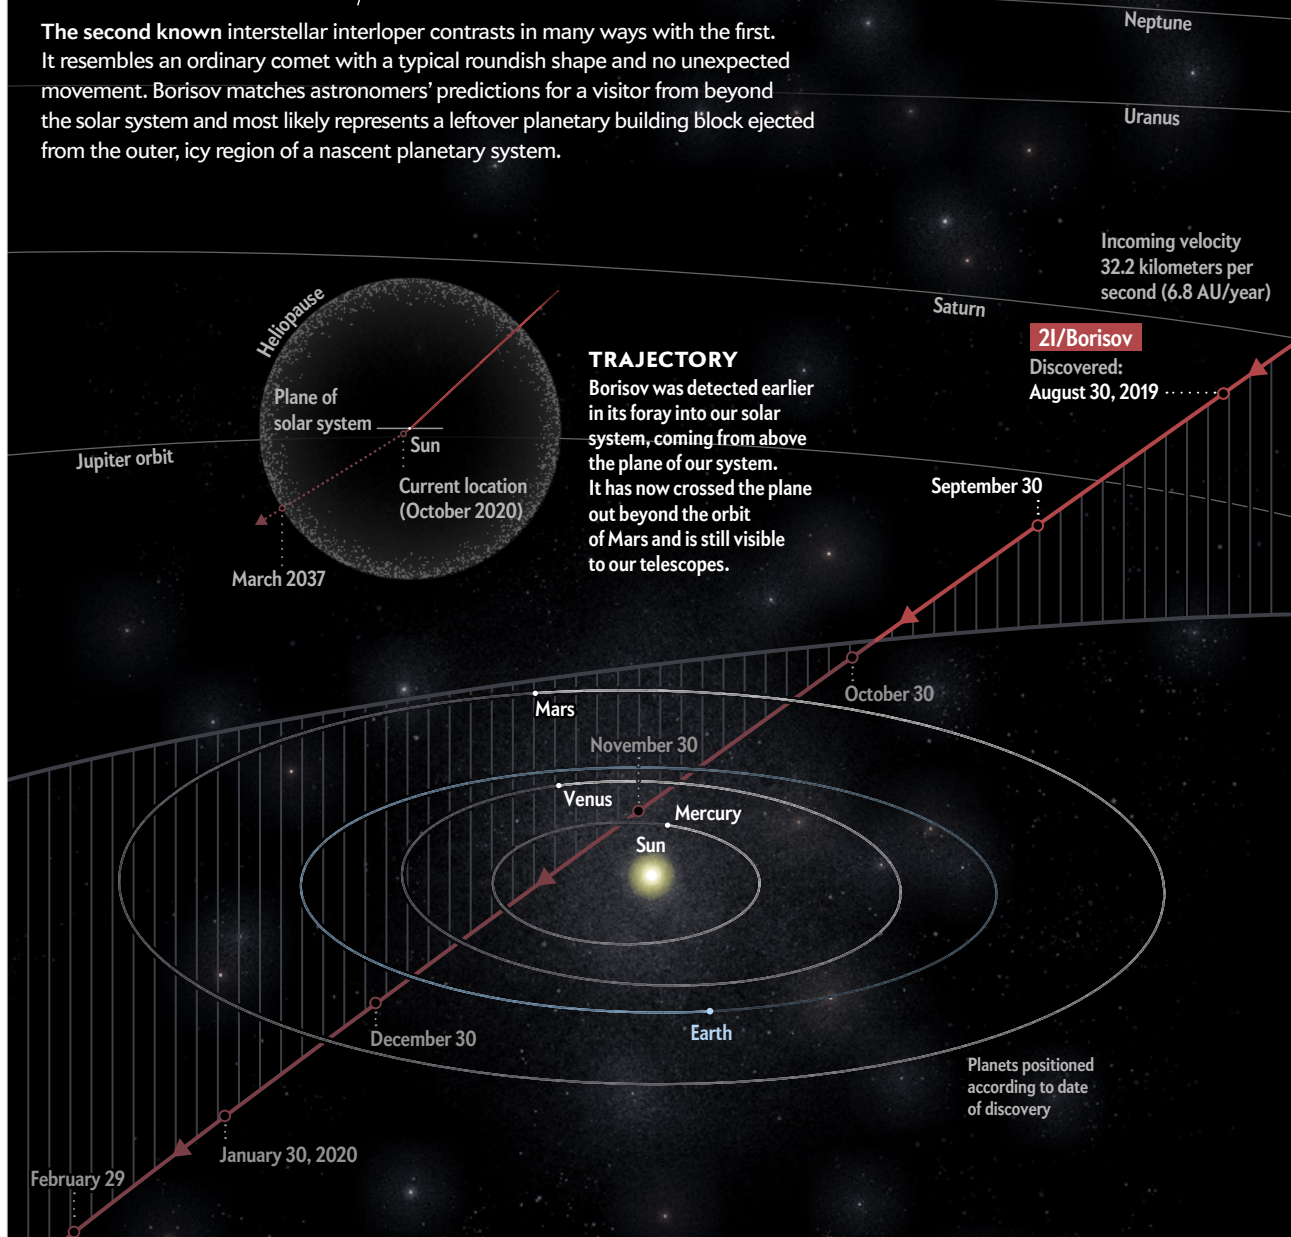 The second known interstellar interloper contrasts in many ways with the first.
It resembles an ordinary comet with a typical roundish shape and no unexpected
movement. Borisov matches astronomers’ predictions for a visitor from beyond
the solar system and most likely represents a leftover planetary building block ejected
from the outer, icy region of a nascent planetary system.
Neptune
Uranus
Saturn
Jupiter orbit
Incoming velocity
32.2 kilometers per
second (6.8 AU/year)
2I/Borisov
Discovered:
August 30, 2019
Heliopause
Plane of
solar system
Sun
Current location
(October 2020)
March 2037
TRAJECTORY
Borisov was detected earlier
in its foray into our solar
system, coming from above
the plane of our system.
It has now crossed the plane
out beyond the orbit
of Mars and is still visible
to our telescopes.
September 30
October 30
Mars
November 30
Venus
Mercury
Sun
Earth
December 30
January 30, 2020
February 29
Planets positioned
according to date
of discovery